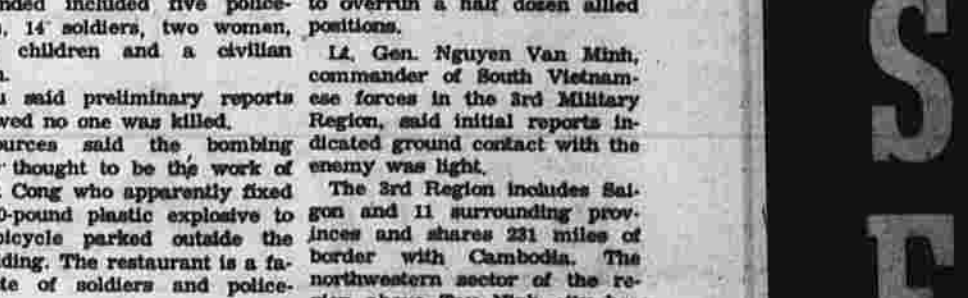 nded included five police-
14 soldiers, two women,
children and a civilian
said preliminary reports
wed no one was killed.
ources said the bombing
thought to be the work of
Cong who apparently fixed
0-pound plastic explosive to
bicycle parked outside the
ding. The restaurant is a fa-
te of soldiers and police-
to overrun a half dozen allied
positions.
Lt. Gen. Nguyen Van Minh,
commander of South Vietnam-
ese forces in the 3rd Military
Region, said initial reports in-
dicated ground contact with the
enemy was light.
The 3rd Region includes Sai-
gon and 11 surrounding prov-
inces and shares 231 miles of
border with Cambodia. The
northwestern sector of the re-
S